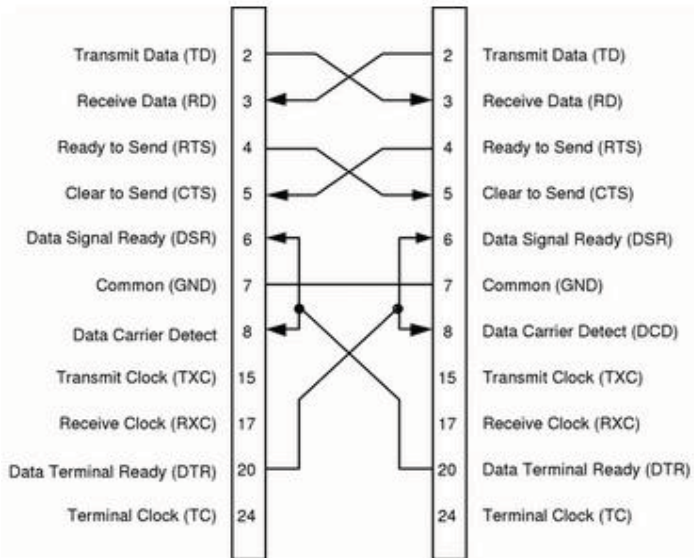 Transmit Data (TD) 2 2 Transmit Data (TD)
Receive Data (RD) 3 3 Receive Data (RD)
Ready to Send (RTS) 4 4 Ready to Send (RTS)
Clear to Send (CTS) 5 5 Clear to Send (CTS)
Data Signal Ready (DSR) 6 6 Data Signal Ready (DSR)
Common (GND) 7 7 Common (GND)
Data Carrier Detect 8 8 Data Carrier Detect (DCD)
Transmit Clock (TXC) 15 15 Transmit Clock (TXC)
Receive Clock (RXC) 17 17 Receive Clock (RXC)
Data Terminal Ready (DTR) 20 20 Data Terminal Ready (DTR)
Terminal Clock (TC) 24 24 Terminal Clock (TC)